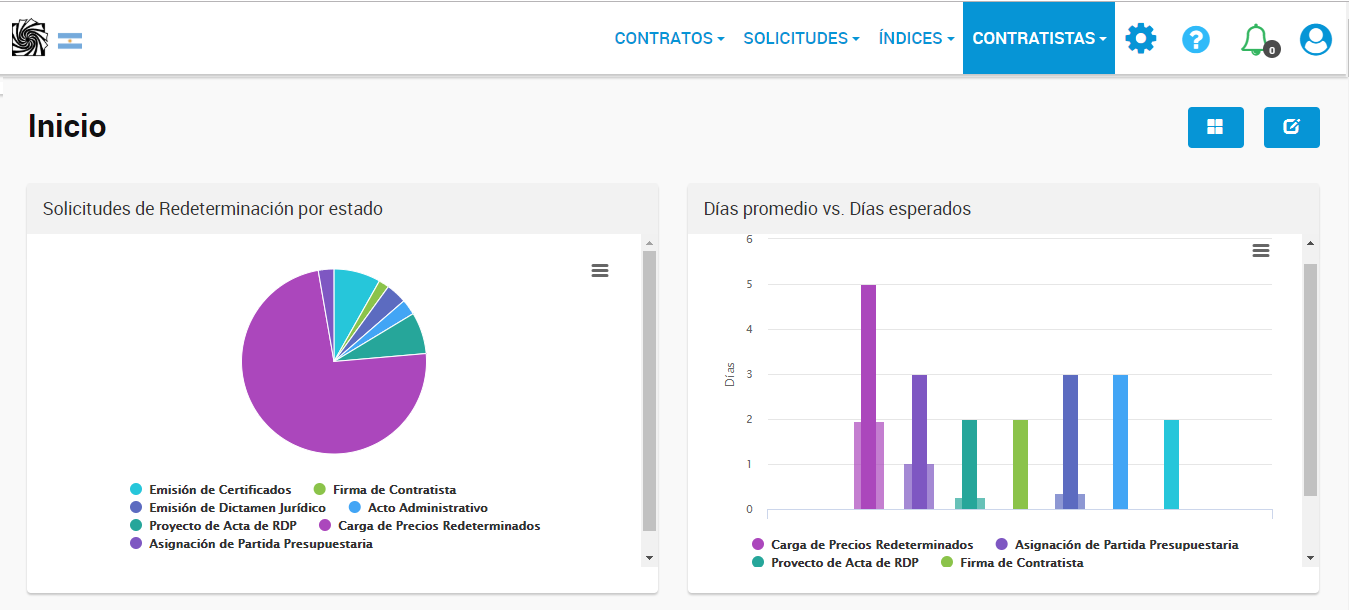 CONTRATOS SOLICITUDES ÍNDICES CONTRATISTAS ? 0
Inicio
Solicitudes de Redeterminación por estado
Emisión de Certificados Firma de Contratista
Emisión de Dictamen Jurídico Acto Administrativo
Proyecto de Acta de RDP Carga de Precios Redeterminados
Asignación de Partida Presupuestaria
Días promedio vs. Días esperados
6
5
4
3
2
1
0
Días
Carga de Precios Redeterminados Asignación de Partida Presupuestaria
Proyecto de Acta de RDP Firma de Contratista